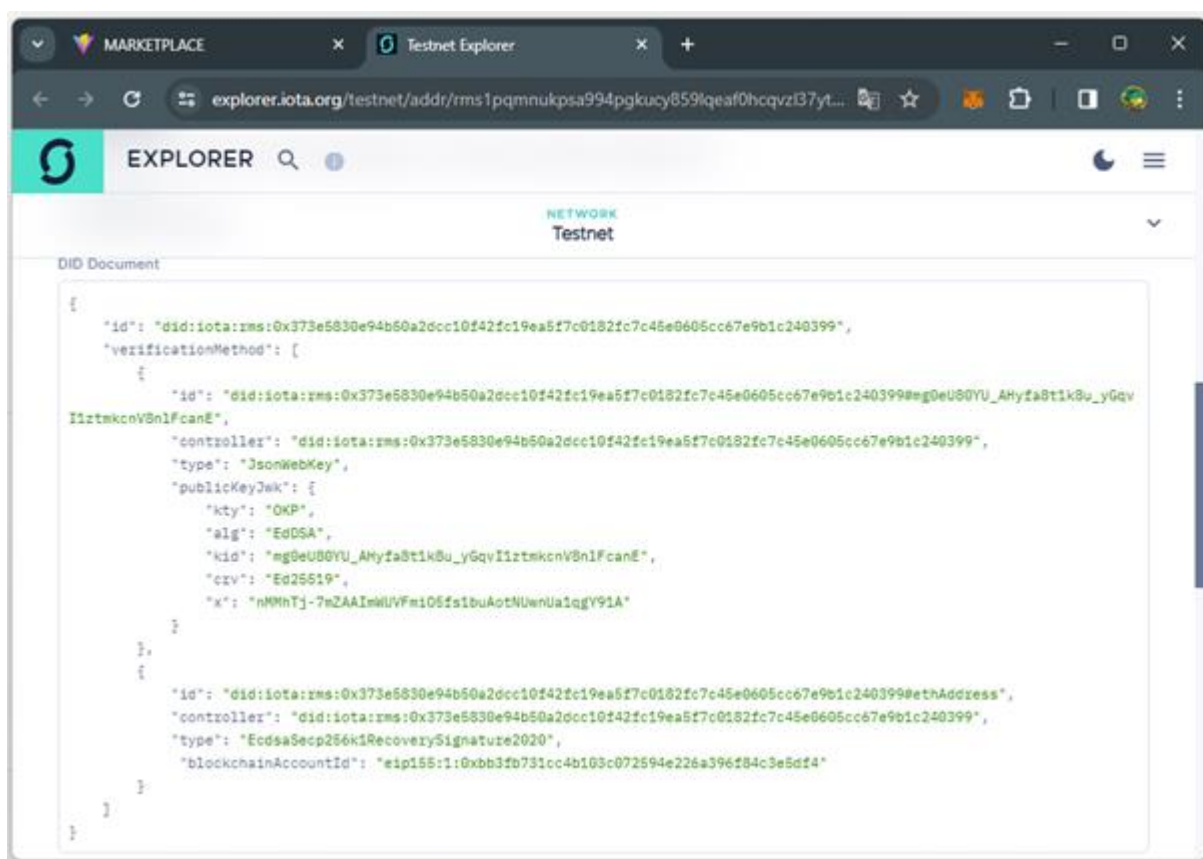 MARKETPLACE
Testnet Explorer
explorer.iota.org/testnet/addr/rms1pqmnukpsa994pgkucy859lqeaf0hcqvzl37yt...
EXPLORER
NETWORK
Testnet
DID Document
{
"id": "did:iota:rms:0x373e5830e94b50a2dcc10f42fc19ea5f7c0182fc7c45e0605cc67e9b1c240399",
"verificationMethod": [
{
"id": "did:iota:rms:0x373e5830e94b50a2dcc10f42fc19ea5f7c0182fc7c45e0605cc67e9b1c240399#mg0eU80YU_AHyfa8t1k8u_yGqv
I1ztmkcnV8nlFcanE",
"controller": "did:iota:rms:0x373e5830e94b50a2dcc10f42fc19ea5f7c0182fc7c45e0605cc67e9b1c240399",
"type": "JsonWebKey",
"publicKeyJwk": {
"kty": "OKP",
"alg": "EdDSA",
"kid": "mg0eU80YU_AHyfa8t1k8u_yGqvI1ztmkcnV8nlFcanE",
"crv": "Ed25519",
"x": "nMMhTj-7mZAAImWUVFmiO5fs1buAotNUwnUa1qgY91A"
}
},
{
"id": "did:iota:rms:0x373e5830e94b50a2dcc10f42fc19ea5f7c0182fc7c45e0605cc67e9b1c240399#ethAddress",
"controller": "did:iota:rms:0x373e5830e94b50a2dcc10f42fc19ea5f7c0182fc7c45e0605cc67e9b1c240399",
"type": "EcdsaSecp256k1RecoverySignature2020",
"blockchainAccountId": "eip155:1:0xbb3fb731cc4b103c072594e226a396f84c3e5df4"
}
]
}